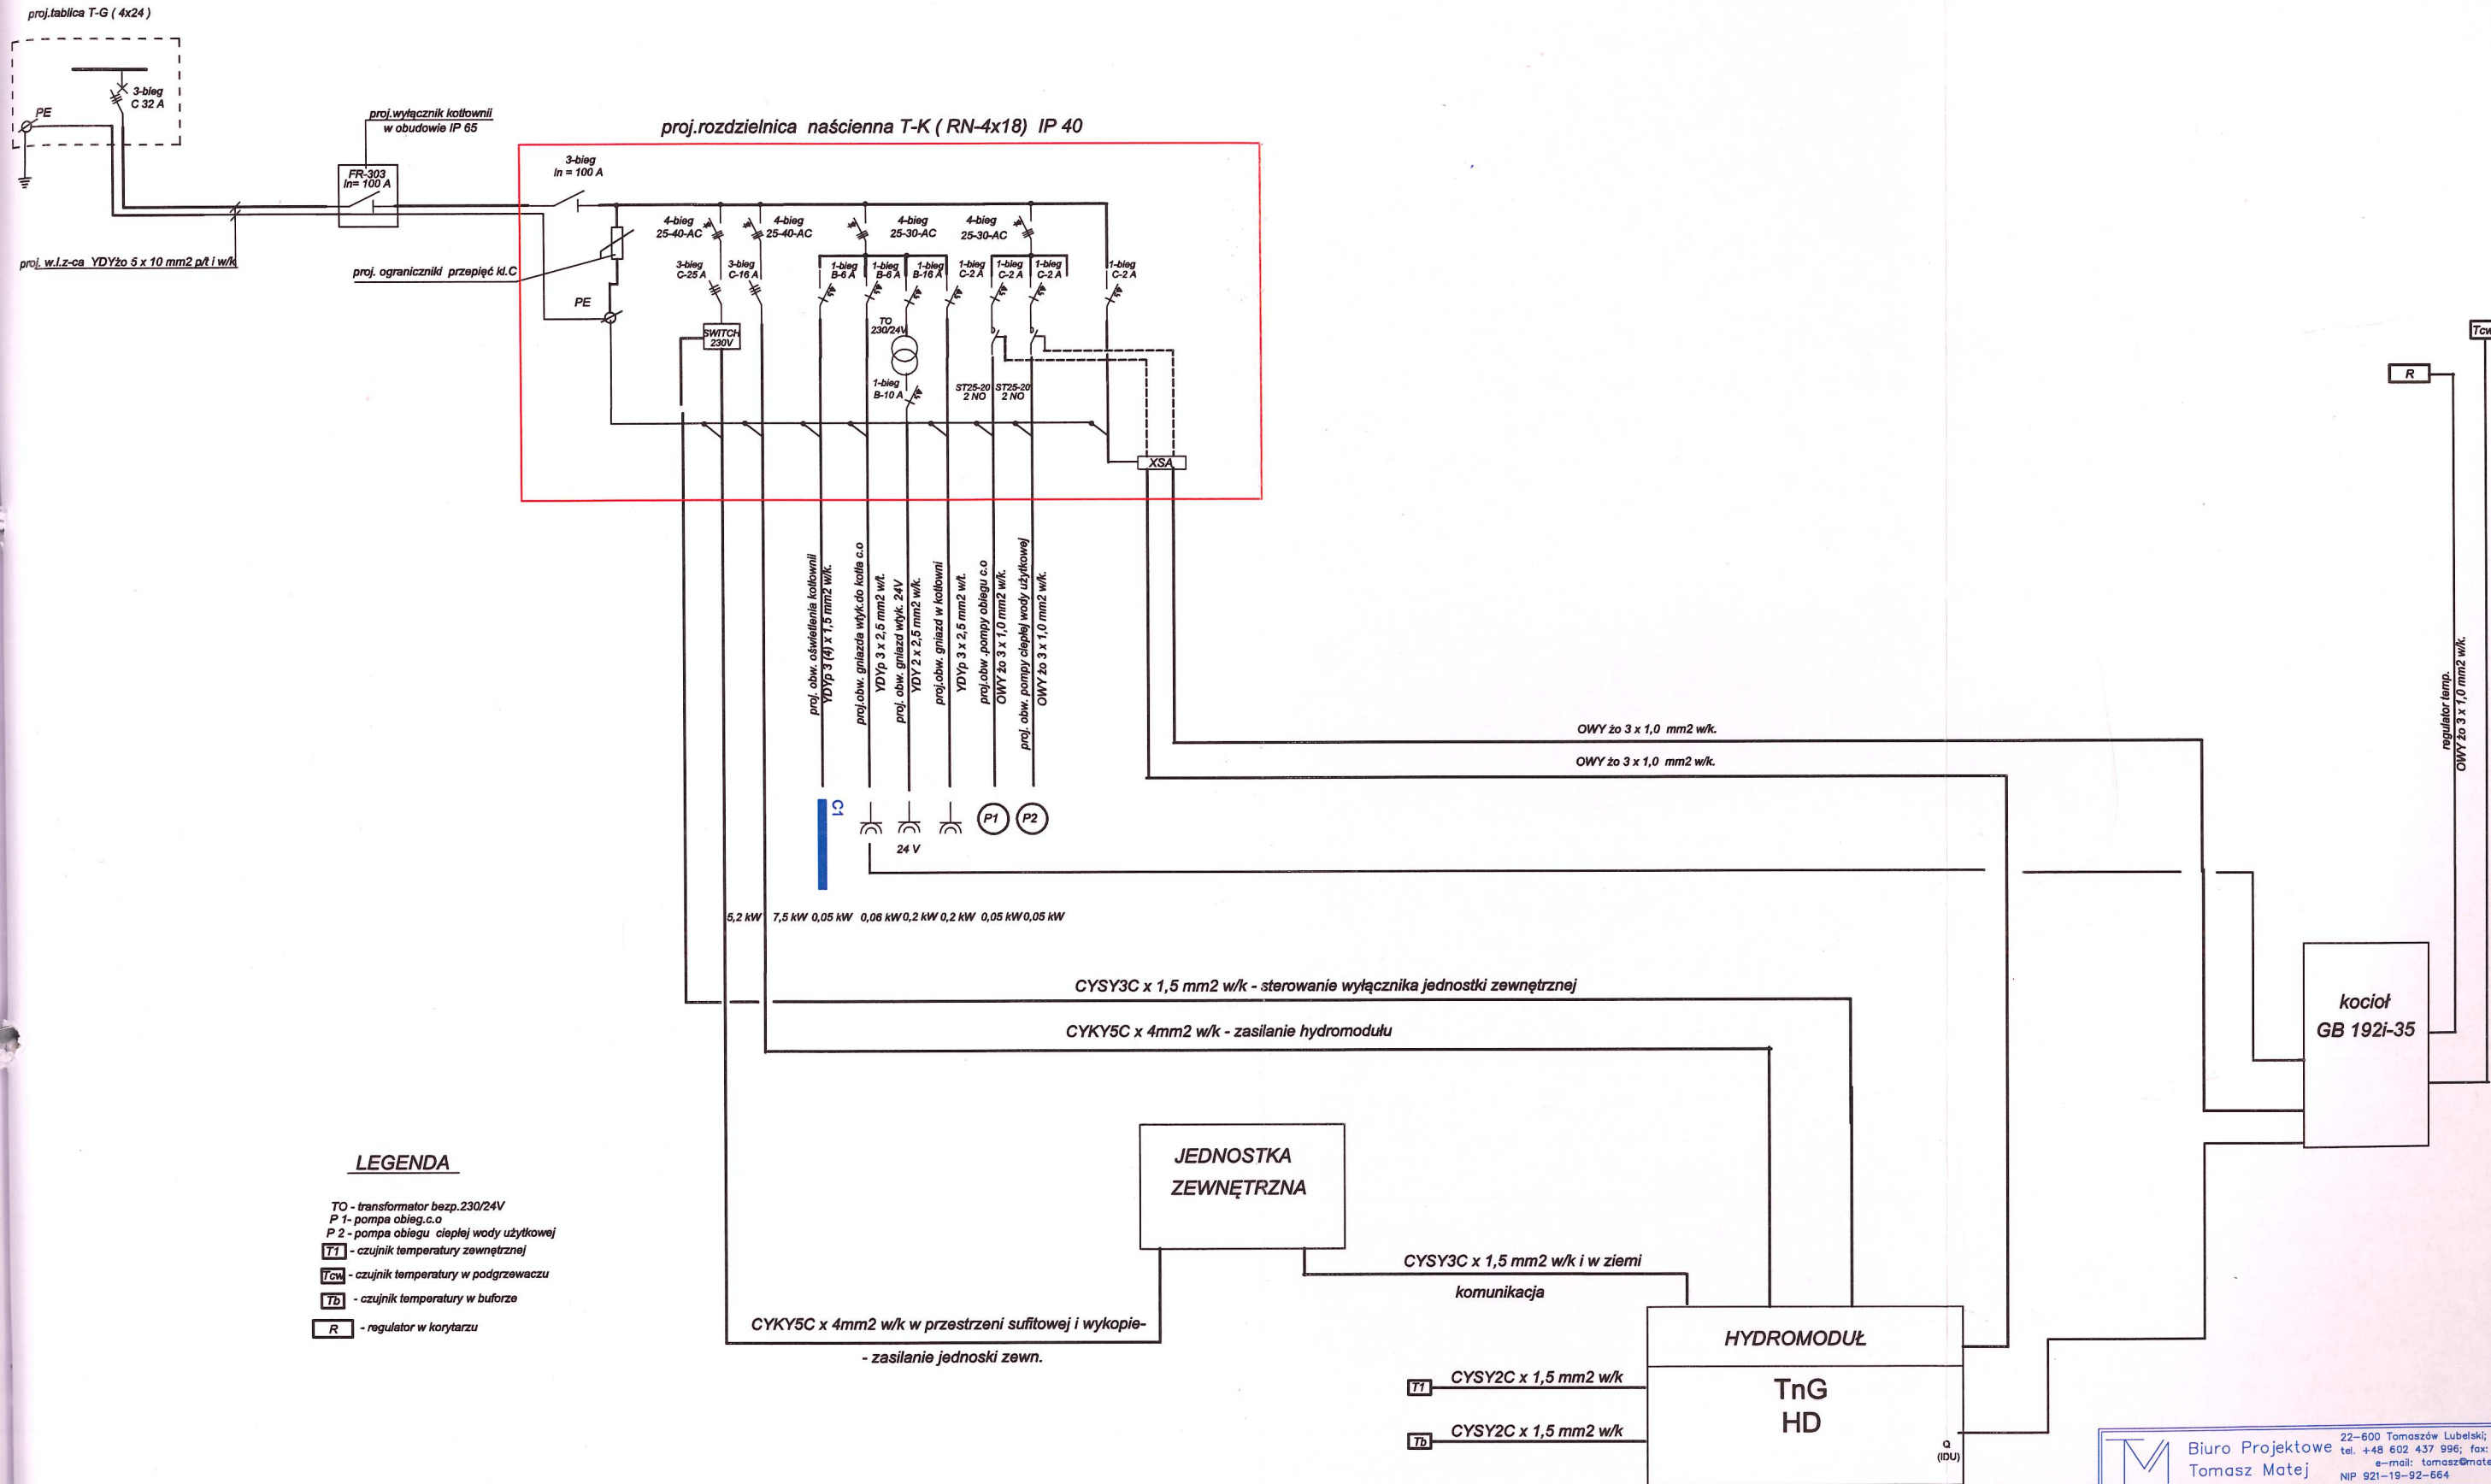 proj.tablica T-G ( 4x24 )
3-bieg
C 32 A
PE
proj.wyłącznik kotłownii
w obudowie IP 65
FR-303
In= 100 A
proj. w.l.z-ca YDYżo 5 x 10 mm2 p/t i w/k
proj.rozdzielnica naścienna T-K ( RN-4x18) IP 40
3-bieg
In = 100 A
proj. ograniczniki przepięć kl.C
PE
4-bieg
25-40-AC
4-bieg
25-40-AC
4-bieg
25-30-AC
4-bieg
25-30-AC
3-bieg
C-25 A
3-bieg
C-16 A
1-bieg
B-6 A
1-bieg
B-6 A
1-bieg
B-16 A
1-bieg
C-2 A
1-bieg
C-2 A
1-bieg
C-2 A
1-bieg
C-2 A
SWITCH
230V
TO
230/24V
1-bieg
B-10 A
ST25-20
2 NO
ST25-20
2 NO
XSA
proj. obw. oświetlenia kotłownii
YDYp 3 (4) x 1,5 mm2 w/k.
proj.obw. gniazda wtyk.do kotła c.o
YDYp 3 x 2,5 mm2 w/t.
proj. obw. gniazd wtyk. 24V
YDY 2 x 2,5 mm2 w/k.
proj.obw. gniazd w kotłowni
YDYp 3 x 2,5 mm2 w/t.
proj.obw .pompy obiegu c.o
OWY żo 3 x 1,0 mm2 w/k.
proj. obw. pompy ciepłej wody użytkowej
OWY żo 3 x 1,0 mm2 w/k.
C1
24 V
P1
P2
5,2 kW 7,5 kW 0,05 kW 0,06 kW 0,2 kW 0,2 kW 0,05 kW 0,05 kW
OWY żo 3 x 1,0 mm2 w/k.
OWY żo 3 x 1,0 mm2 w/k.
Tcw
R
regulator temp.
OWY żo 3 x 1,0 mm2 w/k.
kocioł
GB 192i-35
CYSY3C x 1,5 mm2 w/k - sterowanie wyłącznika jednostki zewnętrznej
CYKY5C x 4mm2 w/k - zasilanie hydromodułu
JEDNOSTKA
ZEWNĘTRZNA
CYSY3C x 1,5 mm2 w/k i w ziemi
komunikacja
CYKY5C x 4mm2 w/k w przestrzeni sufitowej i wykopie-
- zasilanie jednoski zewn.
HYDROMODUŁ
TnG
HD
Q
(IDU)
T1
CYSY2C x 1,5 mm2 w/k
Tb
CYSY2C x 1,5 mm2 w/k
LEGENDA
TO - transformator bezp.230/24V
P 1- pompa obieg.c.o
P 2 - pompa obiegu ciepłej wody użytkowej
T1 - czujnik temperatury zewnętrznej
Tcw - czujnik temperatury w podgrzewaczu
Tb - czujnik temperatury w buforze
R - regulator w korytarzu
TM
Biuro Projektowe
Tomasz Matej
22-600 Tomaszów Lubelski;
tel. +48 602 437 996; fax:
e-mail: tomasz@mat
NIP 921-19-92-664